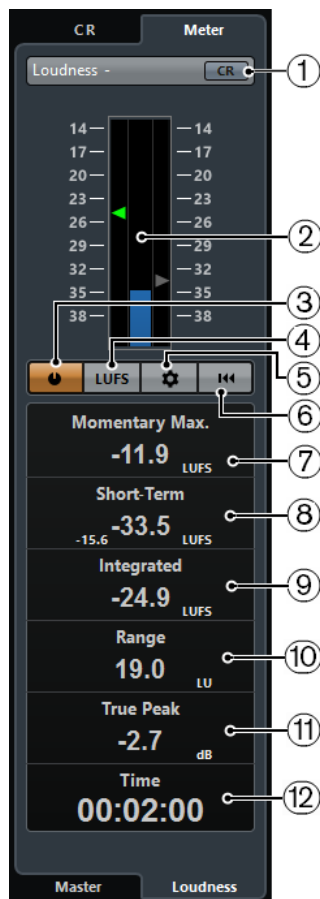 CR Meter
Loudness - CR 1
14 14
17 17
20 20
23 23
26 26
29 29
32 32
35 35
38 38
2
3
4
LUFS
5
6
Momentary Max.
-11.9 LUFS 7
Short-Term
-15.6 -33.5 LUFS 8
Integrated
-24.9 LUFS 9
Range
19.0 LU 10
True Peak
-2.7 dB 11
Time
00:02:00 12
Master Loudness